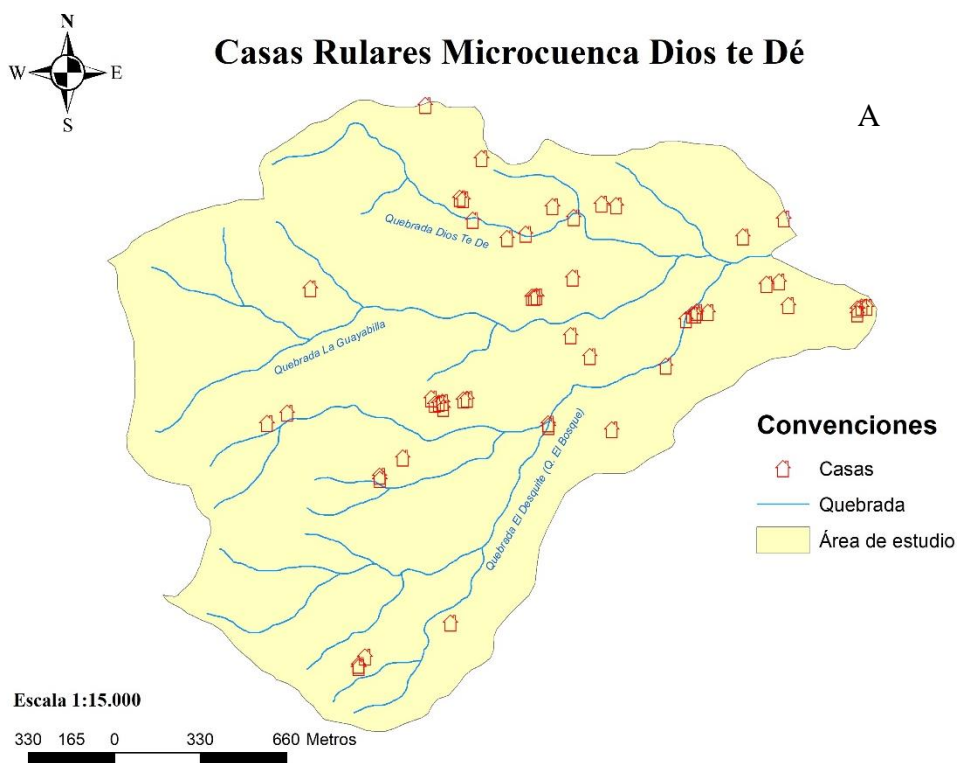 N
W E
S
Casas Rulares Microcuenca Dios te Dé
A
Quebrada Dios Te De
Quebrada La Guayabilla
Quebrada El Desquite (Q. El Bosque)
Convenciones
Casas
Quebrada
Área de estudio
Escala 1:15.000
330 165 0 330 660 Metros